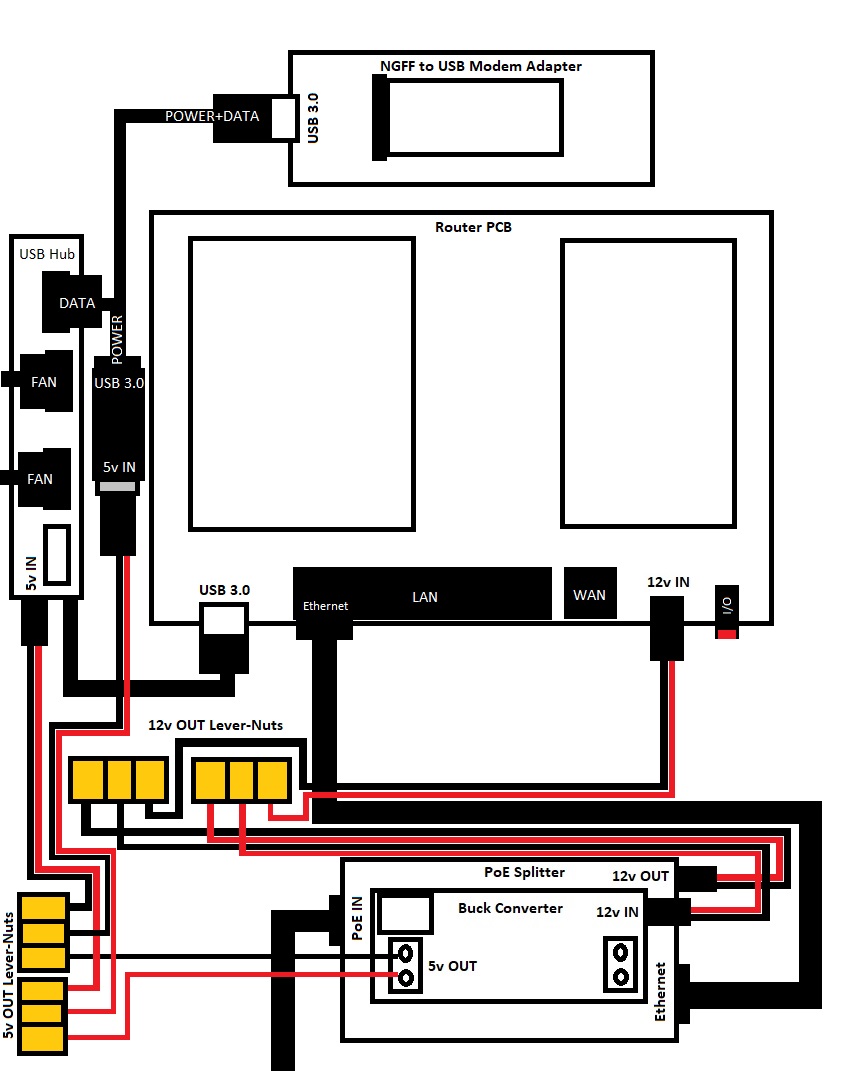 NGFF to USB Modem Adapter
POWER+DATA
USB 3.0
Router PCB
USB Hub
DATA
POWER
FAN
USB 3.0
5v IN
FAN
5v IN
USB 3.0
Ethernet
LAN
WAN
12v IN
I/O
12v OUT Lever-Nuts
PoE Splitter
12v OUT
PoE IN
Buck Converter
12v IN
5v OUT
Ethernet
5v OUT Lever-Nuts